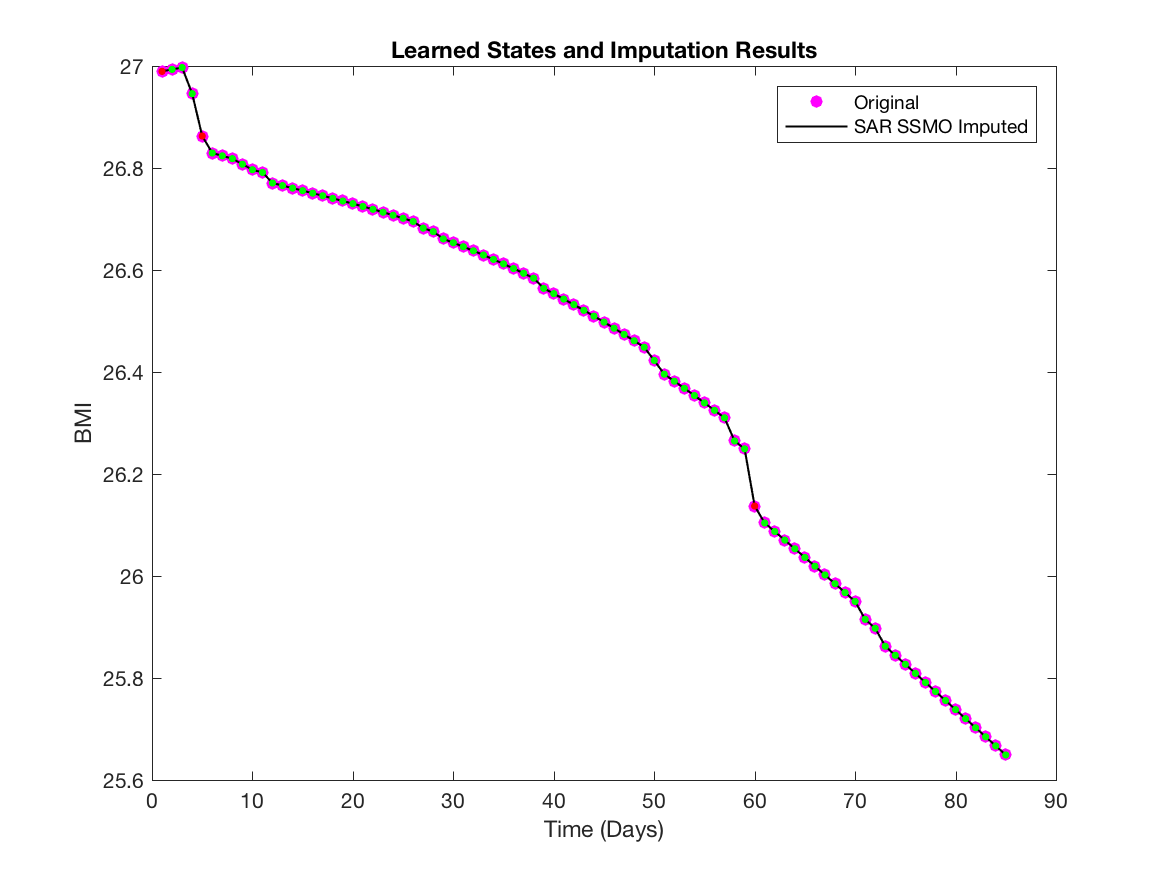 Learned States and Imputation Results
Original
SAR SSMO Imputed
27
26.8
26.6
26.4
26.2
26
25.8
25.6
BMI
0 10 20 30 40 50 60 70 80 90
Time (Days)